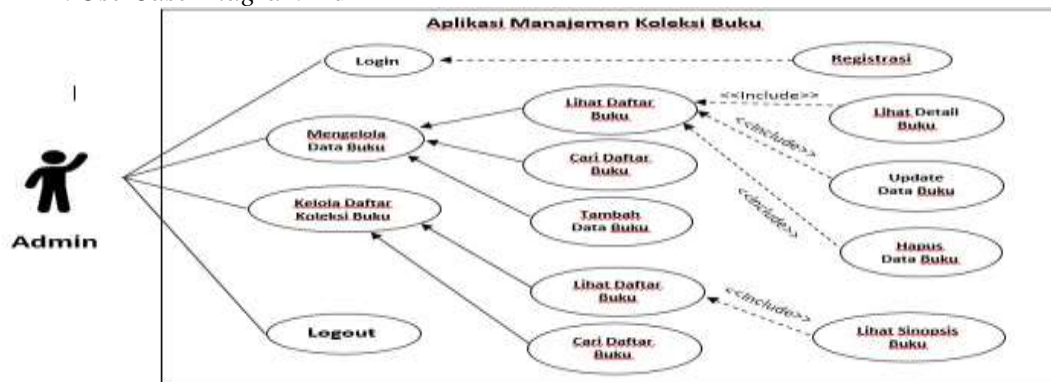 Aplikasi Manajemen Koleksi Buku
Login
Registrasi
Lihat Daftar
Buku
<<Include>>
Lihat Detail
Buku
Mengelola
Data Buku
<<Include>>
Cari Daftar
Buku
Update
Data Buku
Kelola Daftar
Koleksi Buku
Tambah
Data Buku
<<Include>>
Hapus
Data Buku
Admin
Lihat Daftar
Buku
<<Include>>
Logout
Cari Daftar
Buku
Lihat Sinopsis
Buku